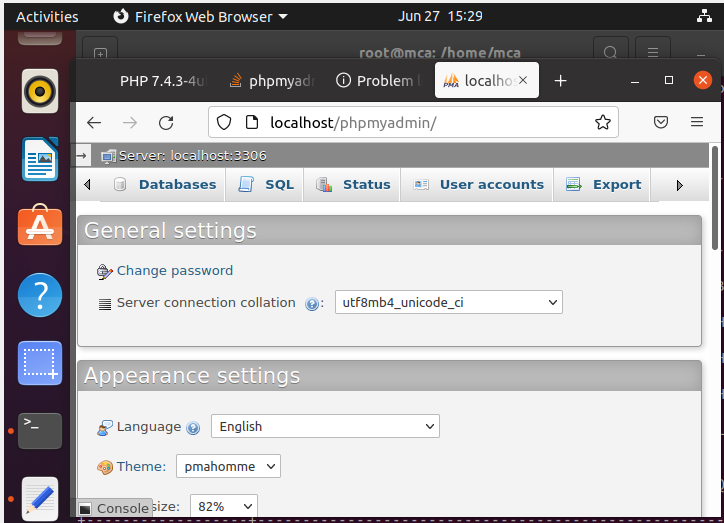 Activities Firefox Web Browser Jun 27 15:29
root@mca: /home/mca
PHP 7.4.3-4u phpmyadm Problem l localhos
localhost/phpmyadmin/
Server: localhost:3306
Databases SQL Status User accounts Export
General settings
Change password
Server connection collation : utf8mb4_unicode_ci
Appearance settings
Language English
Theme: pmahomme
size: 82%
Console